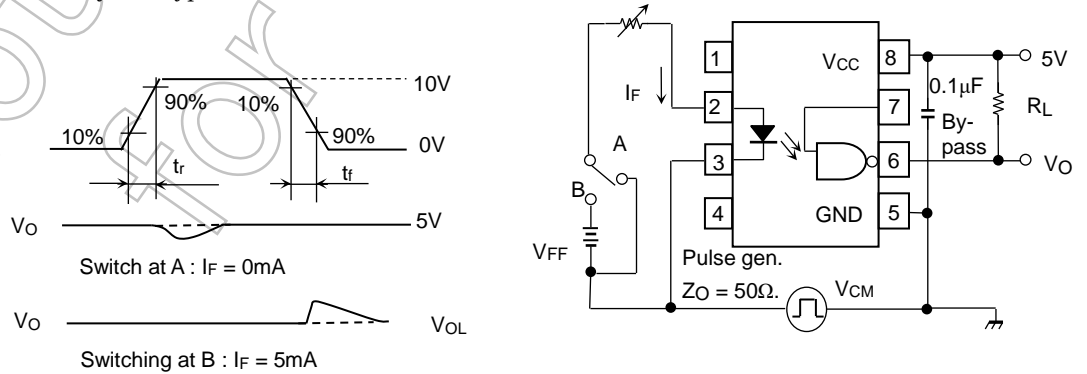 10V
90%
10%
10%
90%
0V
tr
tf
VO
5V
Switch at A : IF = 0mA
VO
VOL
Switching at B : IF = 5mA
1
VCC
8
5V
IF
0.1μF
RL
2
7
A
By-
pass
3
6
VO
B
4
GND
5
VFF
Pulse gen.
ZO = 50Ω.
VCM
for